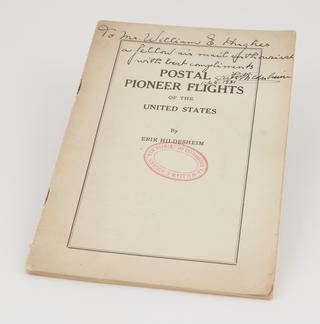 To Mr. William E. Hughes
a fellow air mail enthusiast
with best compliments
POSTAL
PIONEER FLIGHTS
OF THE
UNITED STATES
By
ERIK HILDESHEIM